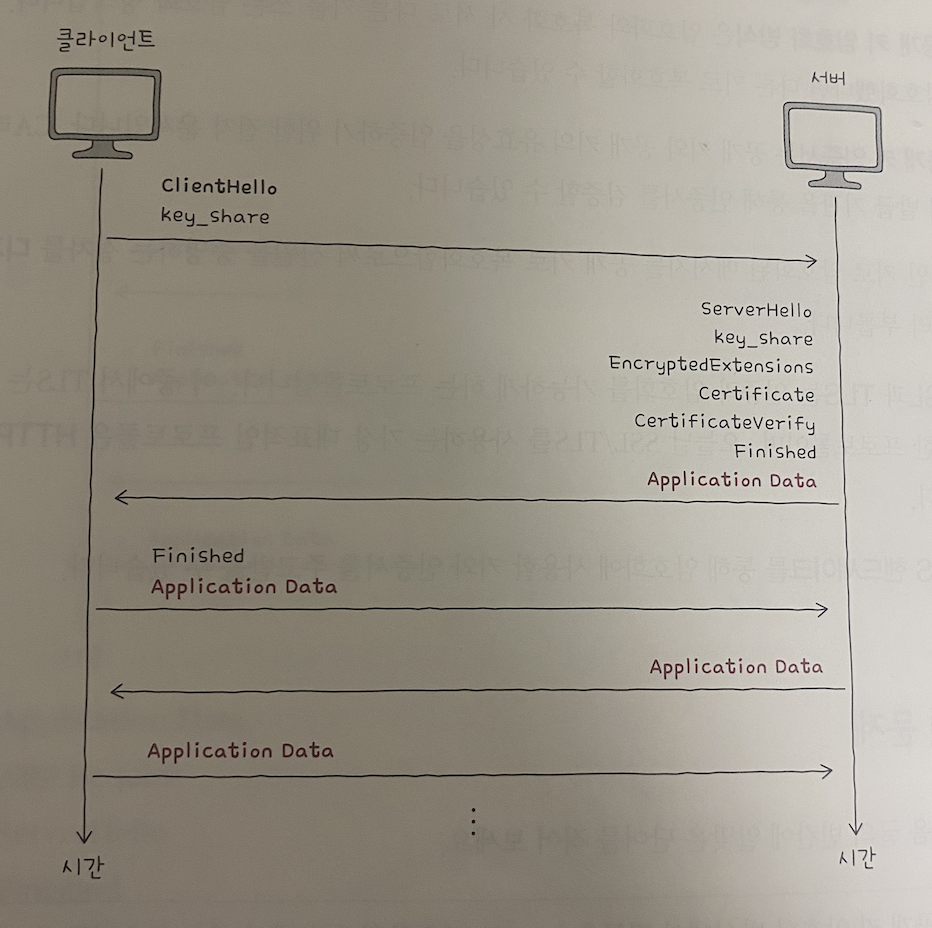 클라이언트
서버
ClientHello
key_share
ServerHello
key_share
EncryptedExtensions
Certificate
CertificateVerify
Finished
Application Data
Finished
Application Data
Application Data
Application Data
시간
시간